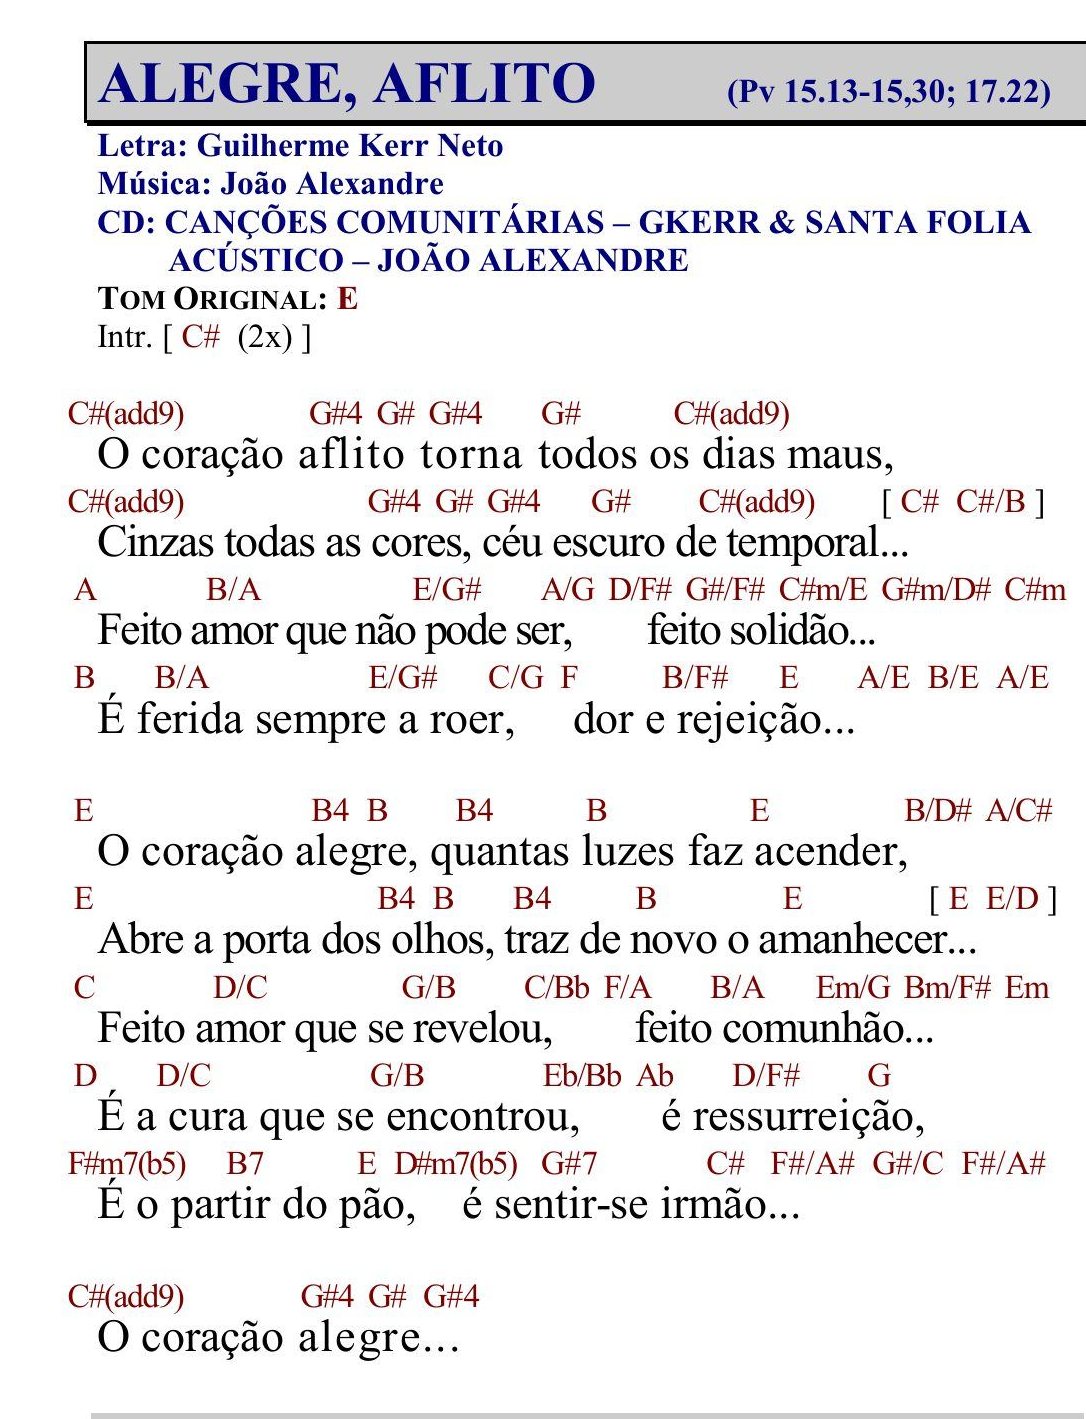 ALEGRE, AFLITO (Pv 15.13-15,30; 17.22)
Letra: Guilherme Kerr Neto
Música: João Alexandre
CD: CANÇÕES COMUNITÁRIAS – GKERR & SANTA FOLIA
ACÚSTICO – JOÃO ALEXANDRE
TOM ORIGINAL: E
Intr. [ C# (2x) ]
C#(add9) G#4 G# G#4 G# C#(add9)
O coração aflito torna todos os dias maus,
C#(add9) G#4 G# G#4 G# C#(add9) [ C# C#/B ]
Cinzas todas as cores, céu escuro de temporal...
A B/A E/G# A/G D/F# G#/F# C#m/E G#m/D# C#m
Feito amor que não pode ser, feito solidão...
B B/A E/G# C/G F B/F# E A/E B/E A/E
É ferida sempre a roer, dor e rejeição...
E B4 B B4 B E B/D# A/C#
O coração alegre, quantas luzes faz acender,
E B4 B B4 B E [ E E/D ]
Abre a porta dos olhos, traz de novo o amanhecer...
C D/C G/B C/Bb F/A B/A Em/G Bm/F# Em
Feito amor que se revelou, feito comunhão...
D D/C G/B Eb/Bb Ab D/F# G
É a cura que se encontrou, é ressurreição,
F#m7(b5) B7 E D#m7(b5) G#7 C# F#/A# G#/C F#/A#
É o partir do pão, é sentir-se irmão...
C#(add9) G#4 G# G#4
O coração alegre...